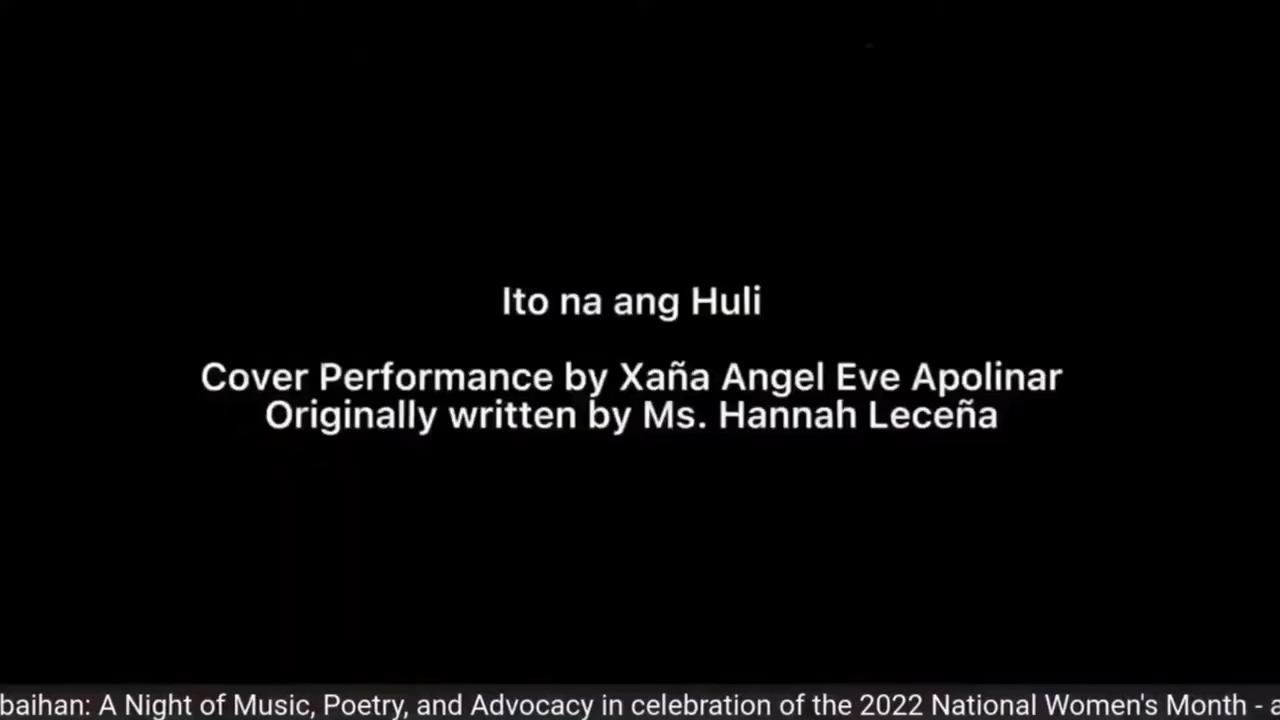 Ito na ang Huli
Cover Performance by Xaña Angel Eve Apolinar
Originally written by Ms. Hannah Leceña
baihan: A Night of Music, Poetry, and Advocacy in celebration of the 2022 National Women's Month -